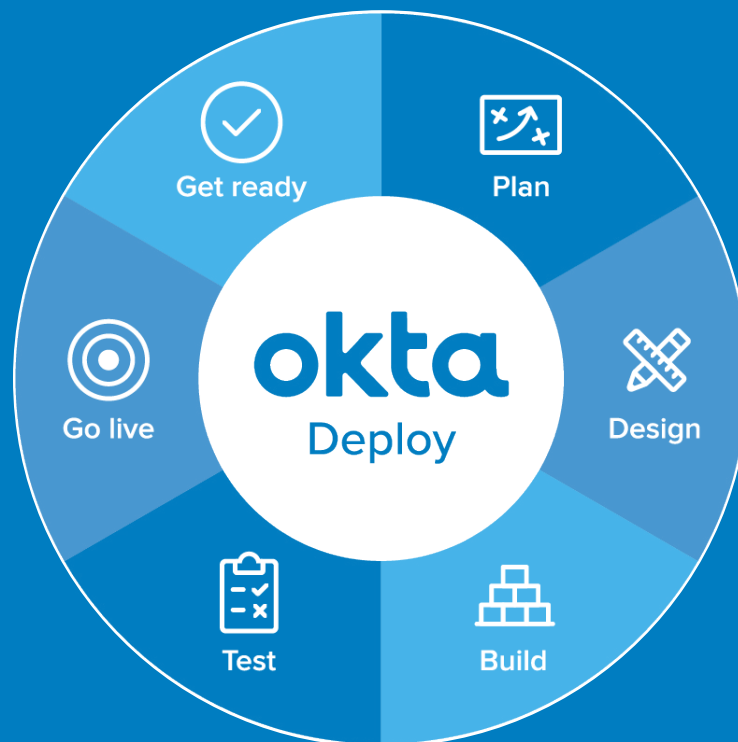 Get ready
Plan
okta
Deploy
Go live
Design
Test
Build